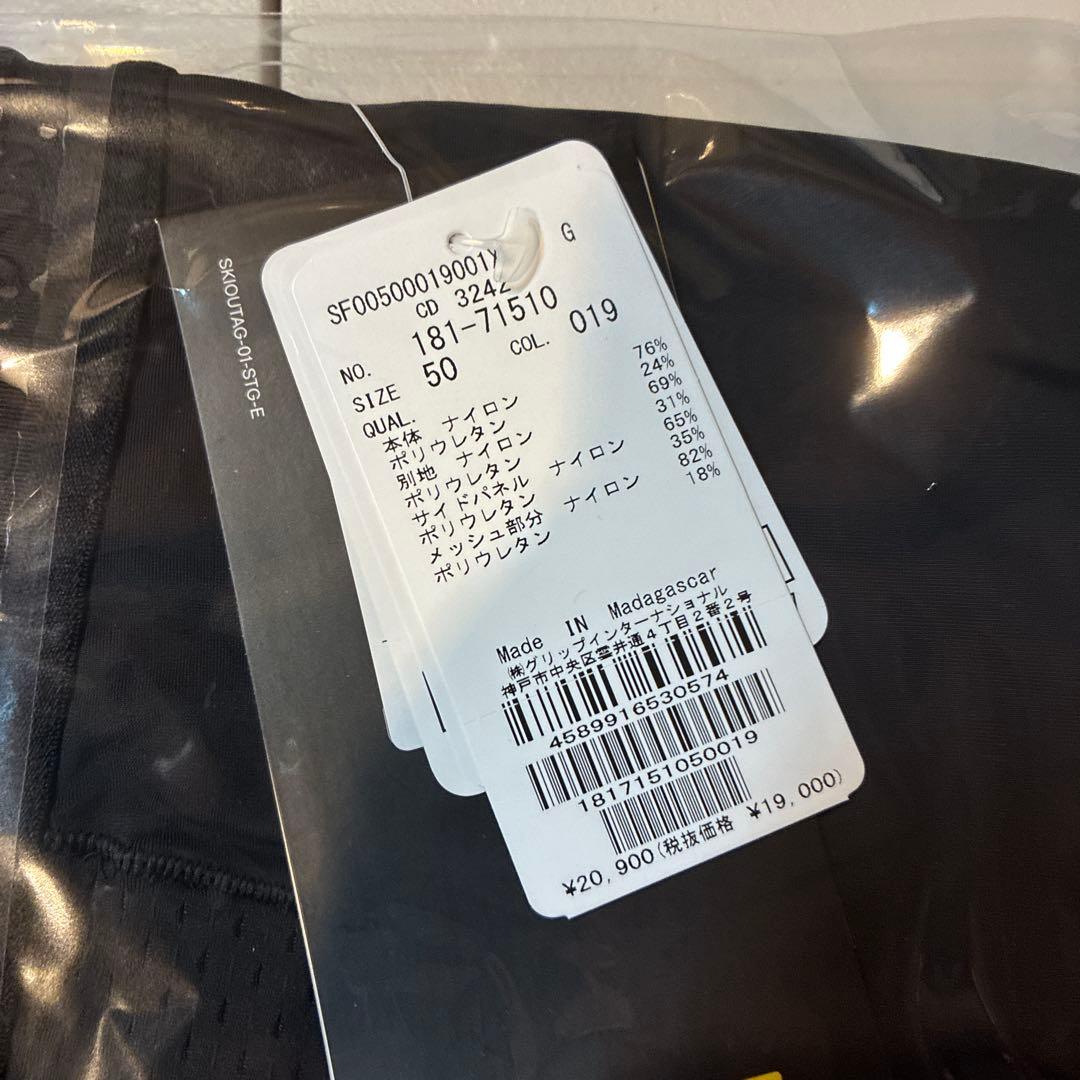 SKIOUTAG-01-STG-E
G
SF00500019001
CD 3242
NO. 181-71510
SIZE 50 COL. 019
QUAL.
本体 ナイロン 76%
ポリウレタン 24%
別地 ナイロン 69%
ポリウレタン 31%
サイドパネル ナイロン 65%
ポリウレタン 35%
メッシュ部分 ナイロン 82%
ポリウレタン 18%
Made IN Madagascar
㈱グリップインターナショナル
神戸市中央区雲井通4丁目2番2号
4589916530574
1817151050019
¥20,900(税抜価格 ¥19,000)